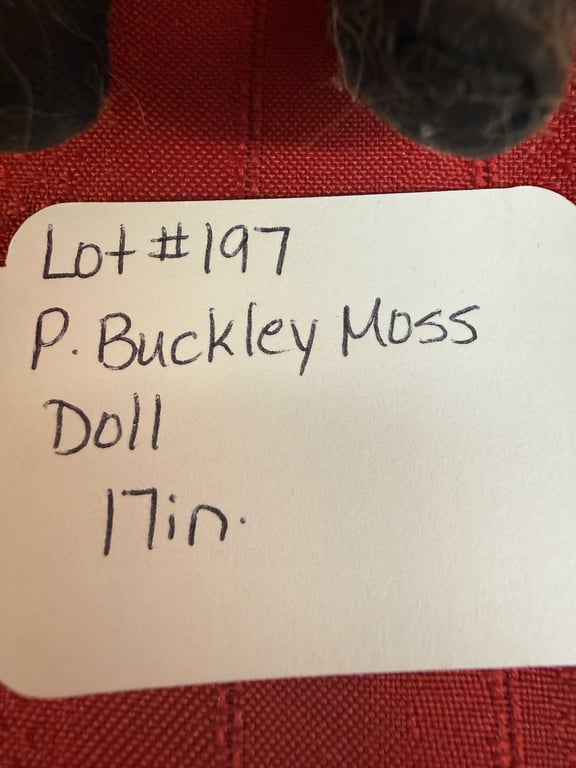 Lot #197
P. Buckley Moss
Doll
17in.